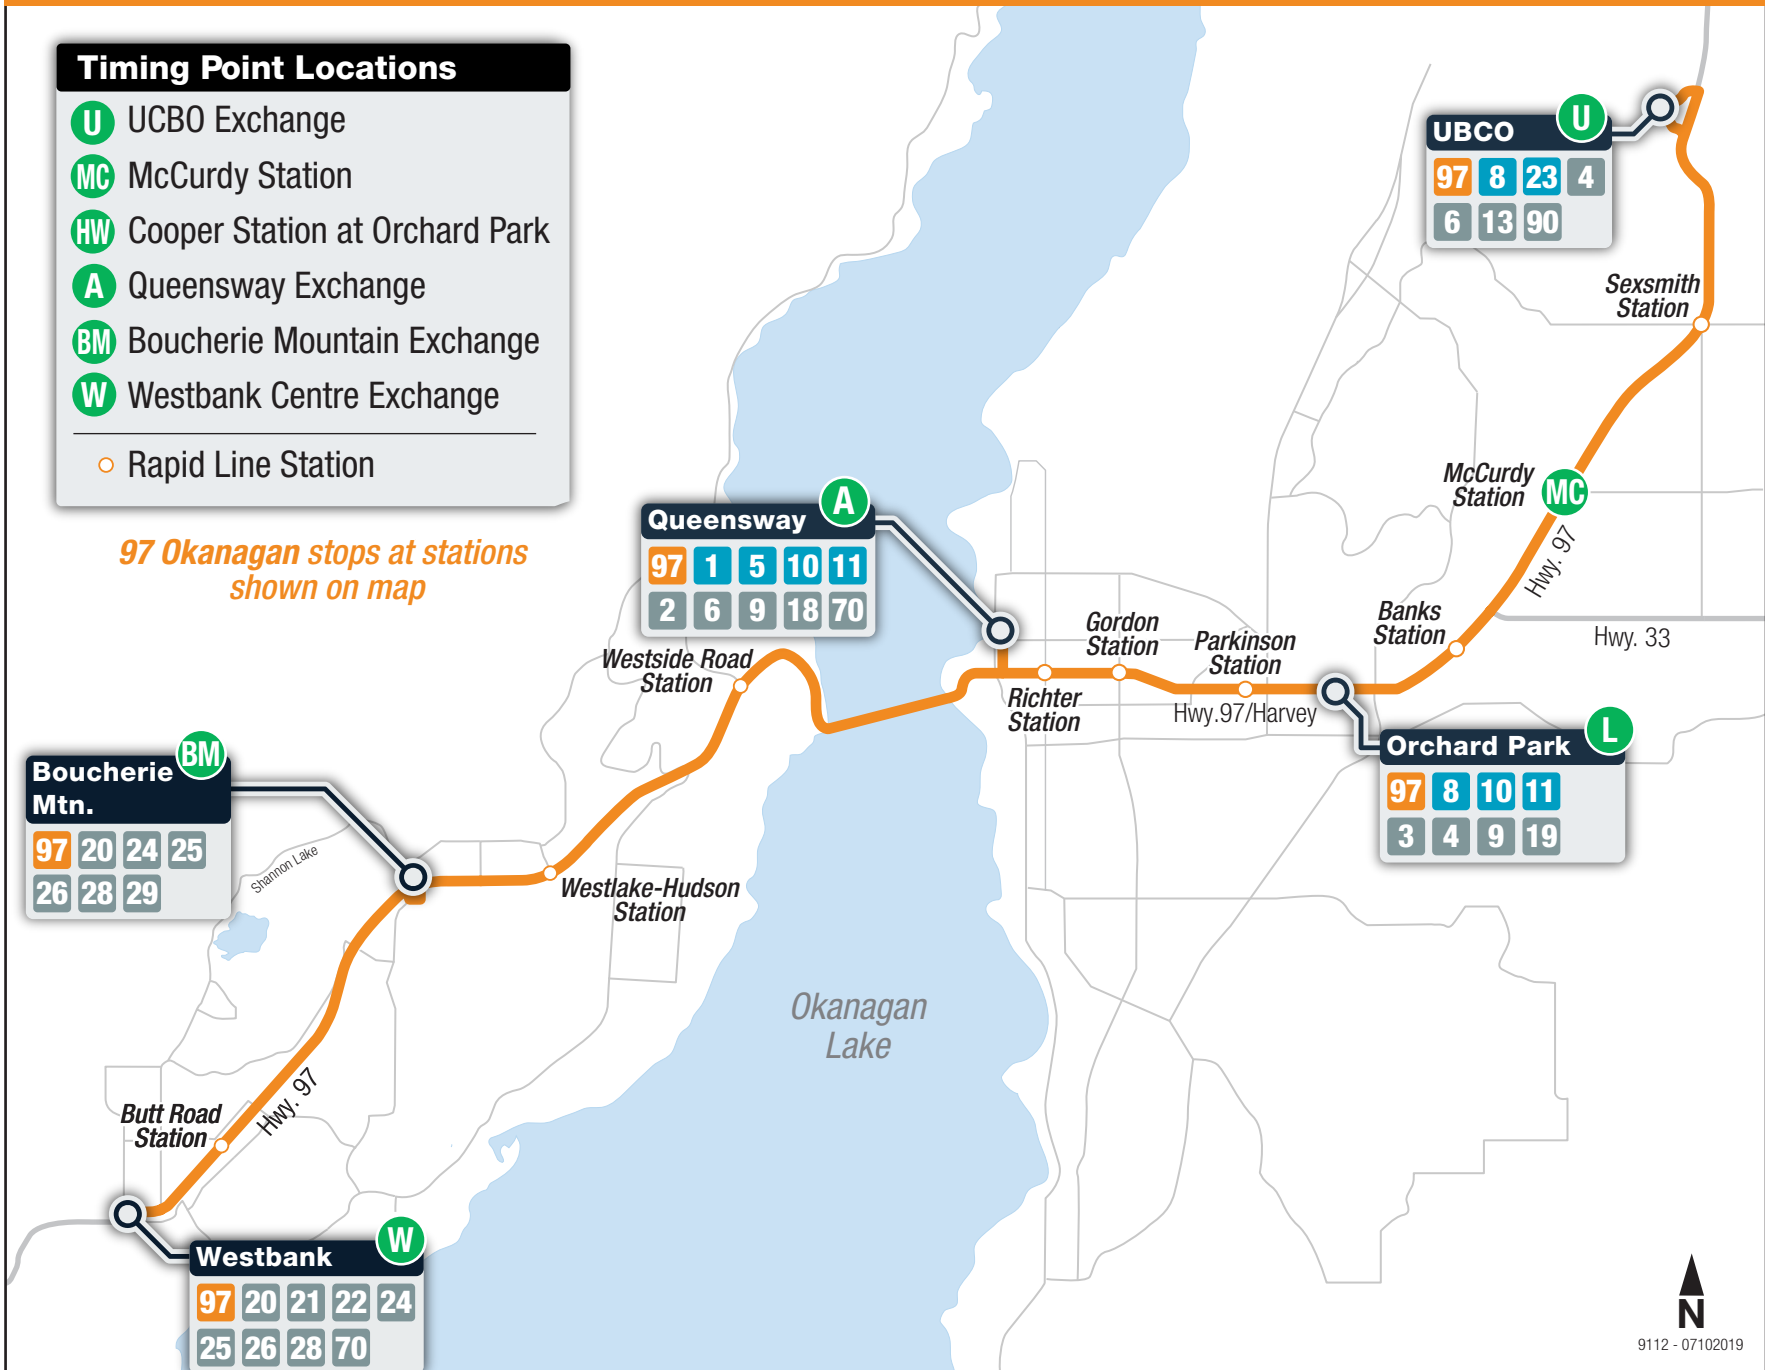 Timing Point Locations
U UCBO Exchange
MC McCurdy Station
HW Cooper Station at Orchard Park
A Queensway Exchange
BM Boucherie Mountain Exchange
W Westbank Centre Exchange
Rapid Line Station
97 Okanagan stops at stations
shown on map
UBCO U
97 8 23 4
6 13 90
Sexsmith
Station
McCurdy
Station
MC
Hwy. 97
Banks
Station
Hwy. 33
Queensway A
97 1 5 10 11
2 6 9 18 70
Gordon
Station
Parkinson
Station
Richter
Station
Hwy.97/Harvey
Orchard Park L
97 8 10 11
3 4 9 19
Westside Road
Station
Boucherie BM
Mtn.
97 20 24 25
26 28 29
Shannon Lake
Westlake-Hudson
Station
Okanagan
Lake
Hwy. 97
Butt Road
Station
Westbank W
97 20 21 22 24
25 26 28 70
N
9112 - 07102019